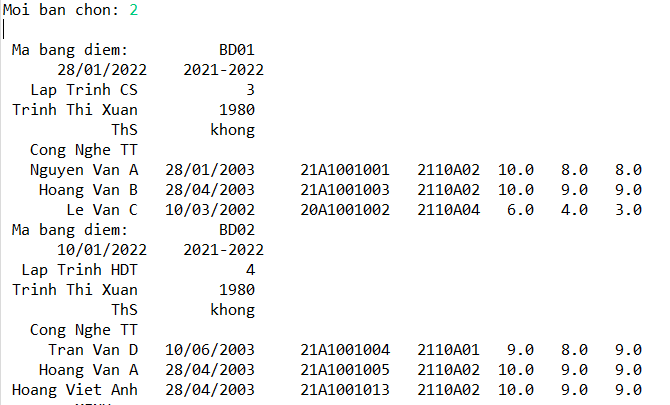 Moi ban chon: 2
Ma bang diem: BD01
28/01/2022 2021-2022
Lap Trinh CS 3
Trinh Thi Xuan 1980
ThS khong
Cong Nghe TT
Nguyen Van A 28/01/2003 21A1001001 2110A02 10.0 8.0 8.0
Hoang Van B 28/04/2003 21A1001003 2110A02 10.0 9.0 9.0
Le Van C 10/03/2002 20A1001002 2110A04 6.0 4.0 3.0
Ma bang diem: BD02
10/01/2022 2021-2022
Lap Trinh HDT 4
Trinh Thi Xuan 1980
ThS khong
Cong Nghe TT
Tran Van D 10/06/2003 21A1001004 2110A01 9.0 8.0 9.0
Hoang Van A 28/04/2003 21A1001005 2110A02 10.0 9.0 9.0
Hoang Viet Anh 28/04/2003 21A1001013 2110A02 10.0 9.0 9.0